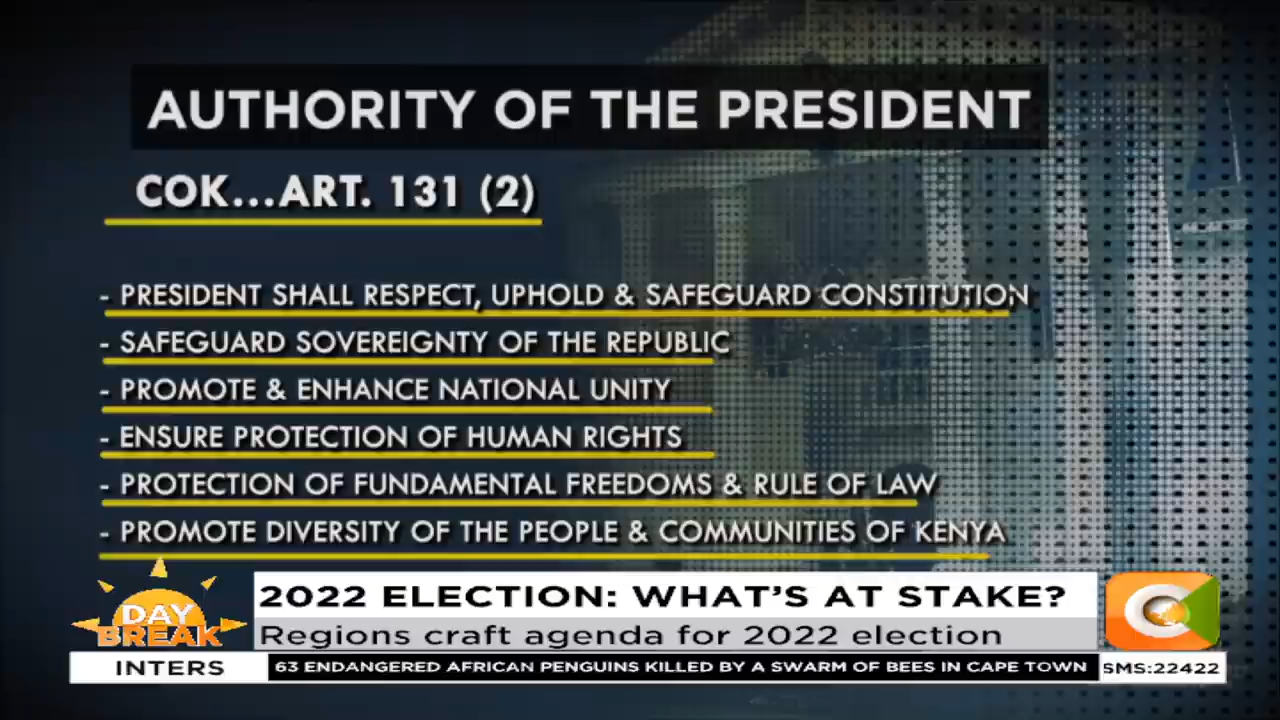 AUTHORITY OF THE PRESIDENT
COK...ART. 131 (2)
- PRESIDENT SHALL RESPECT, UPHOLD & SAFEGUARD CONSTITUTION;
- SAFEGUARD SOVEREIGNTY OF THE REPUBLIC
- PROMOTE & ENHANCE NATIONAL UNITY
- ENSURE PROTECTION OF HUMAN RIGHTS
- PROTECTION OF FUNDAMENTAL FREEDOMS & RULE OF LAW
- PROMOTE DIVERSITY OF THE PEOPLE & COMMUNITIES OF KENYA
DAY
BREAK
2022 ELECTION: WHAT'S AT STAKE?
Regions craft agenda for 2022 election
INTERS
63 ENDANGERED AFRICAN PENGUINS KILLED BY A SWARM OF BEES IN CAPE TOWN
SMS:22422